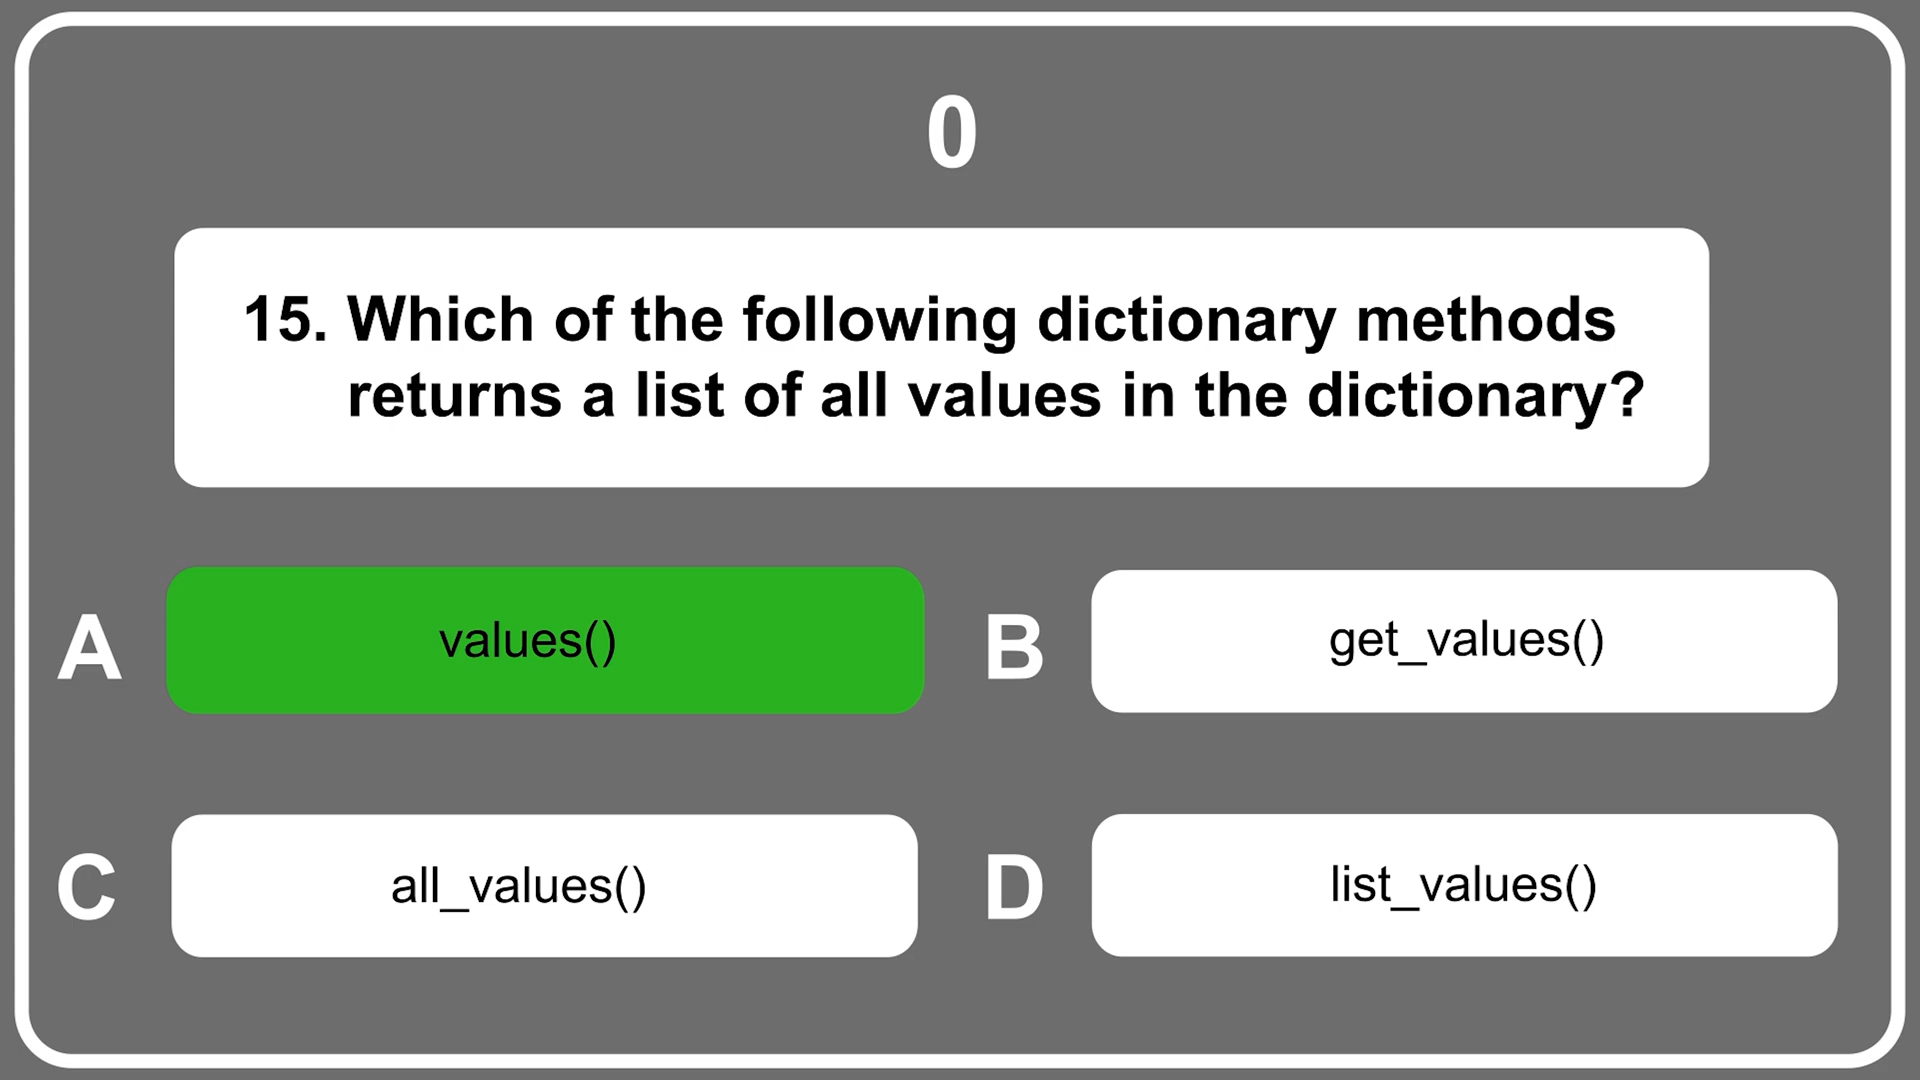 0
15. Which of the following dictionary methods
returns a list of all values in the dictionary?
A
values()
B
get_values()
C
all_values()
D
list_values()